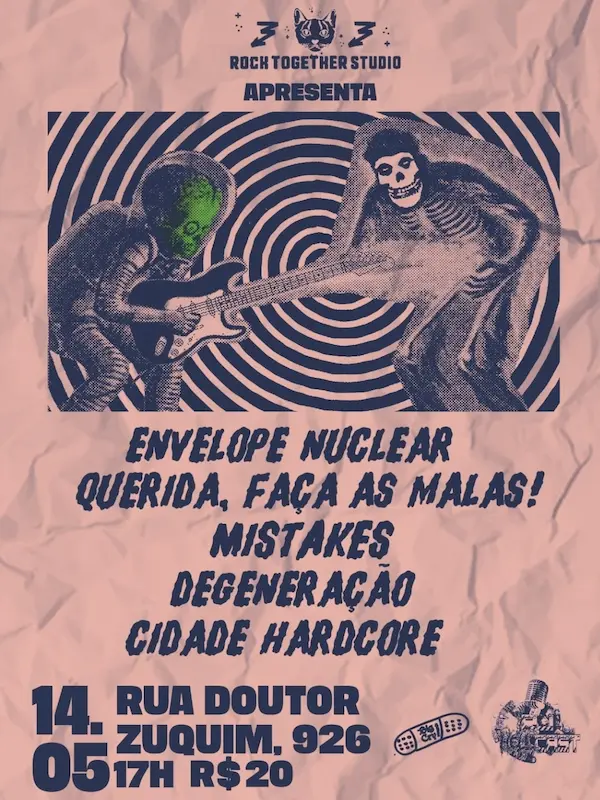 ROCK TOGETHER STUDIO
APRESENTA
ENVELOPE NUCLEAR
QUERIDA, FAÇA AS MALAS!
MISTAKES
DEGENERAÇÃO
CIDADE HARDCORE
14.
05
RUA DOUTOR
ZUQUIM, 926
17H R$20